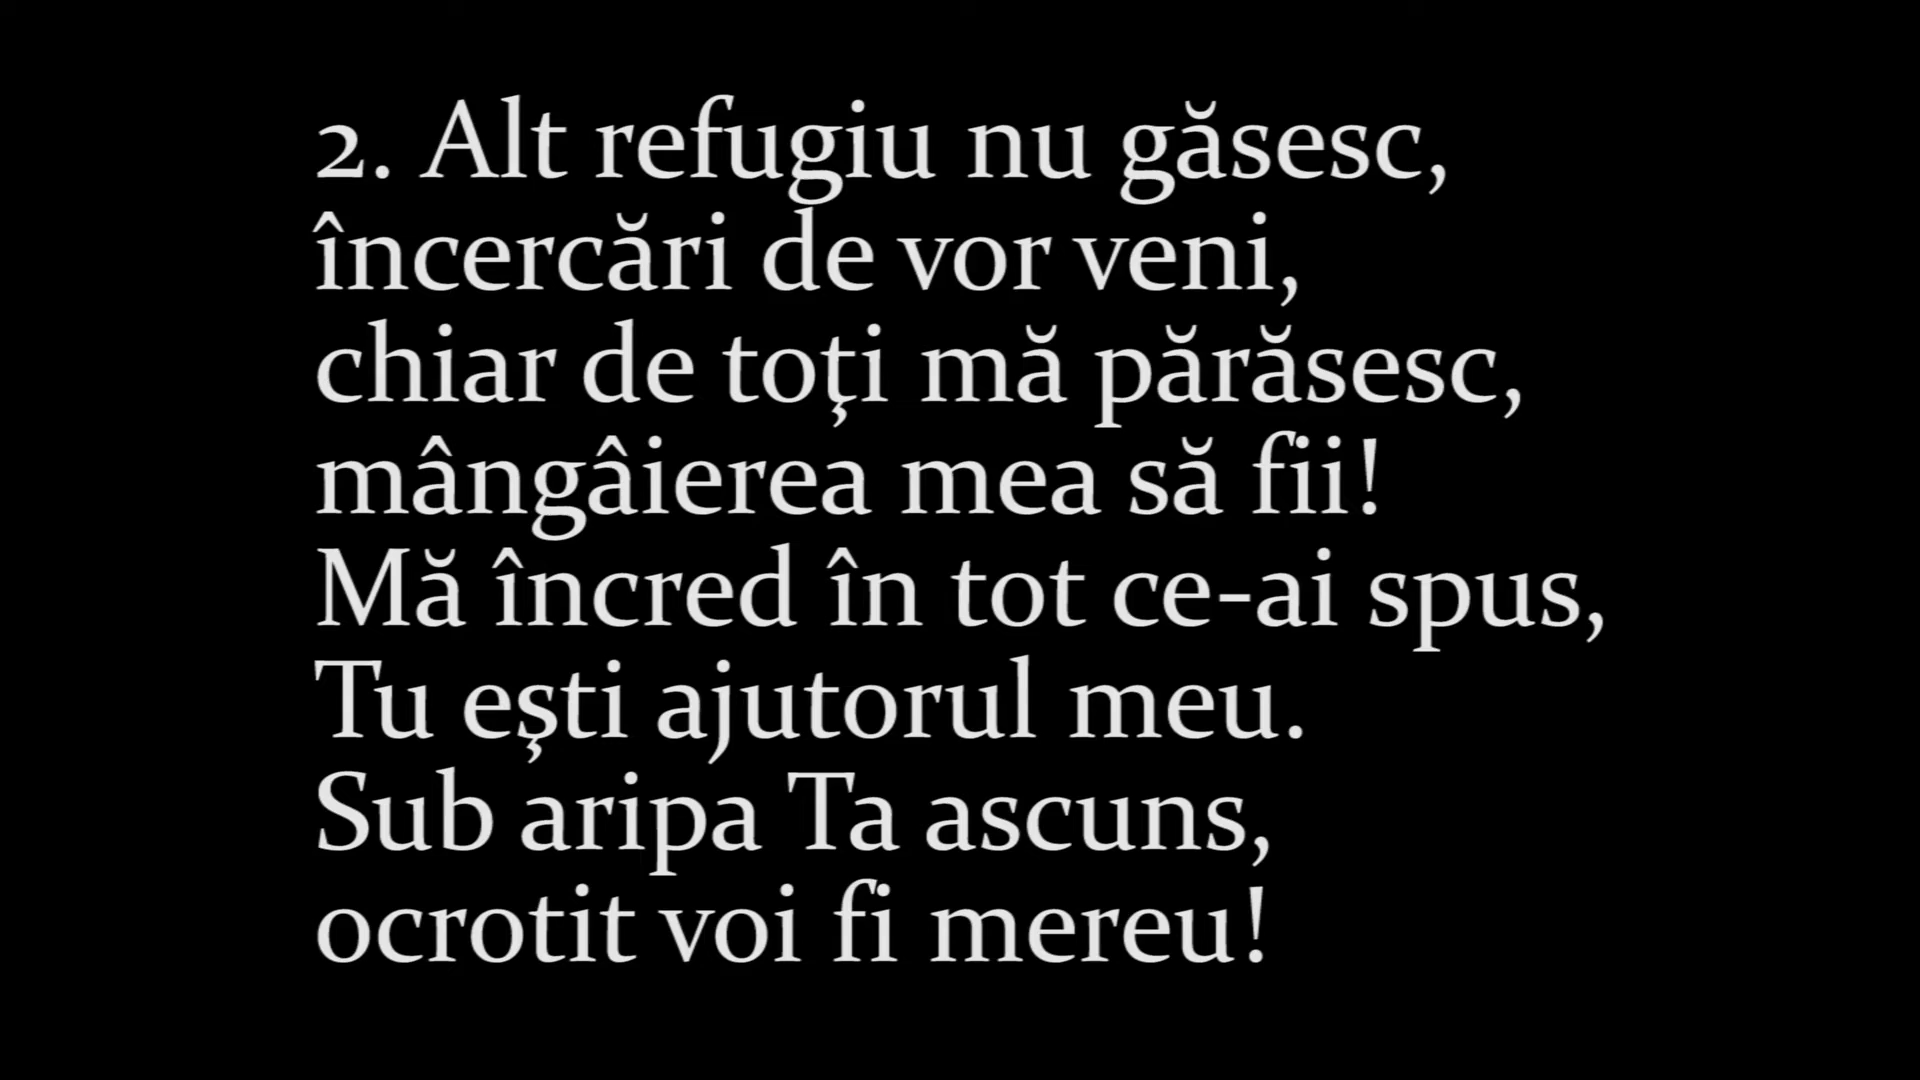 2. Alt refugiu nu găsesc,
încercări de vor veni,
chiar de toţi mă părăsesc,
mângâierea mea să fii!
Mă încred în tot ce-ai spus,
Tu eşti ajutorul meu.
Sub aripa Ta ascuns,
ocrotit voi fi mereu!